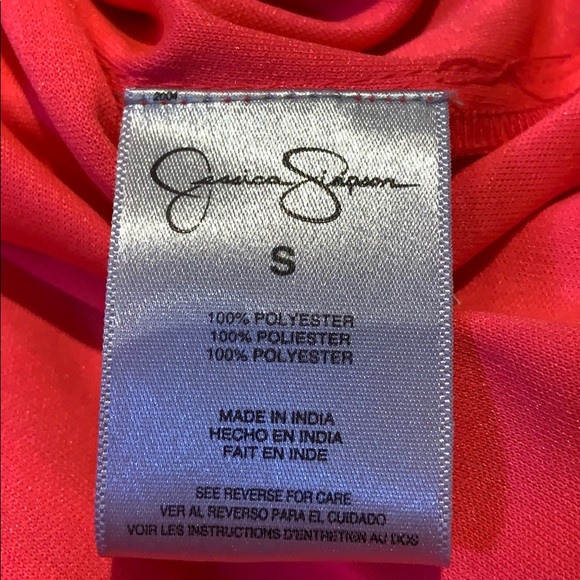 2004
Jessica Simpson
S
100% POLYESTER
100% POLIESTER
100% POLYESTER
MADE IN INDIA
HECHO EN INDIA
FAIT EN INDE
SEE REVERSE FOR CARE
VER AL REVERSO PARA EL CUIDADO
VOIR LES INSTRUCTIONS D'ENTRETIEN AU DOS